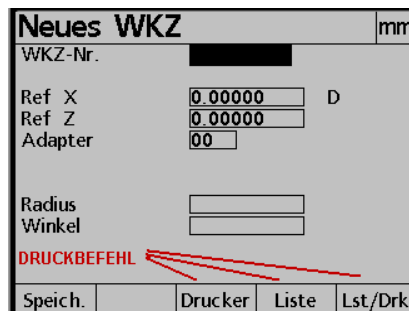 Neues WKZ mm
WKZ-Nr.
Ref X 0.00000 D
Ref Z 0.00000
Adapter 00
Radius
Winkel
DRUCKBEFEHL
Speich. Drucker Liste Lst/Drk